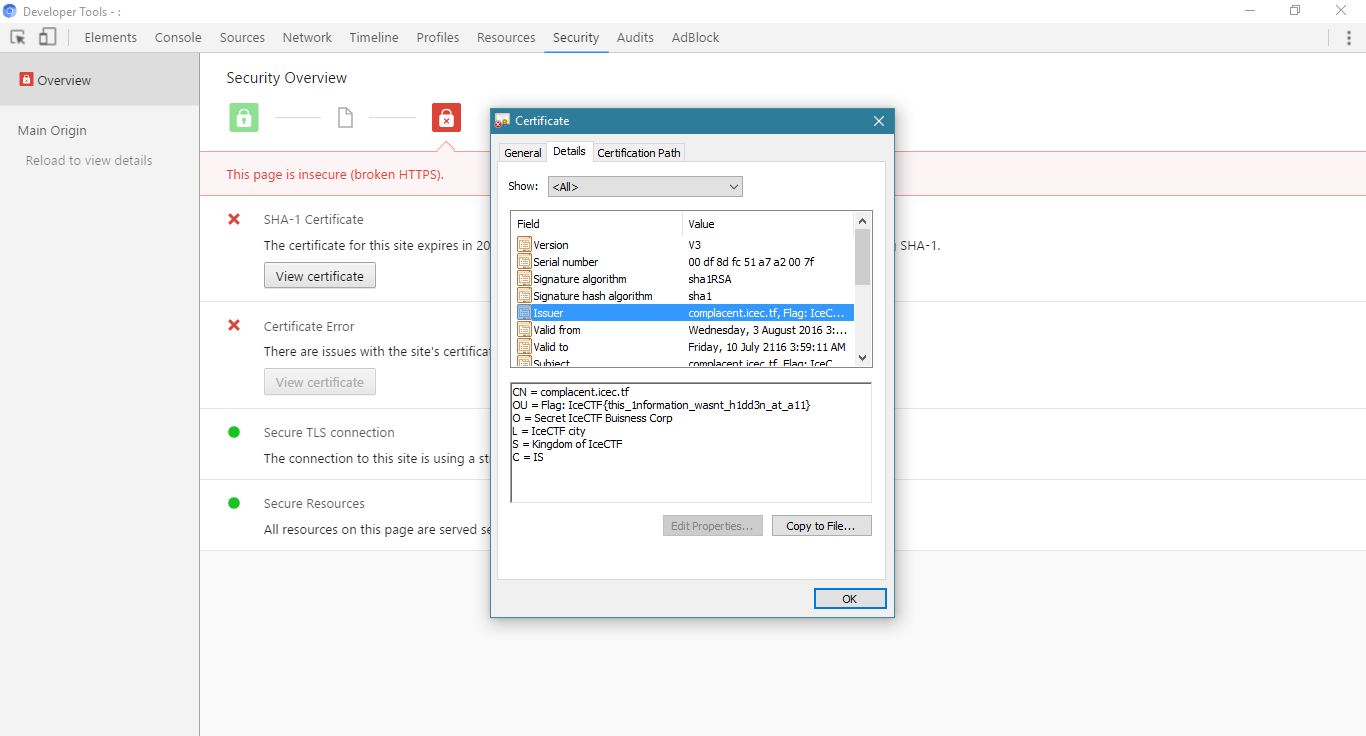 Developer Tools - :
Elements Console Sources Network Timeline Profiles Resources Security Audits AdBlock
Overview
Main Origin
Reload to view details
Security Overview
This page is insecure (broken HTTPS).
SHA-1 Certificate
The certificate for this site expires in 20
SHA-1.
View certificate
Certificate Error
There are issues with the site's certifica
View certificate
Secure TLS connection
The connection to this site is using a st
Secure Resources
All resources on this page are served se
Certificate
General Details Certification Path
Show: <All>
Field Value
Version V3
Serial number 00 df 8d fc 51 a7 a2 00 7f
Signature algorithm sha1RSA
Signature hash algorithm sha1
Issuer complacent.icec.tf, Flag: IceC...
Valid from Wednesday, 3 August 2016 3:...
Valid to Friday, 10 July 2116 3:59:11 AM
Subject complacent.icec.tf, Flag: IceC
CN = complacent.icec.tf
OU = Flag: IceCTF{this_1nformation_wasnt_h1dd3n_at_a11}
O = Secret IceCTF Buisness Corp
L = IceCTF city
S = Kingdom of IceCTF
C = IS
Edit Properties... Copy to File...
OK